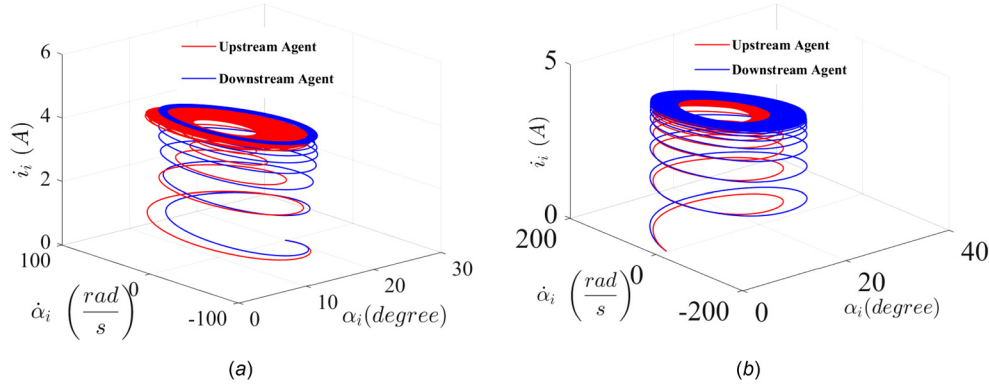 6
4
2
0
i_i (A)
Upstream Agent
Downstream Agent
100
0
-100
α̇_i (rad/s)
0
10
20
30
α_i(degree)
(a)
5
0
i_i (A)
Upstream Agent
Downstream Agent
200
0
-200
α̇_i (rad/s)
0
20
40
α_i(degree)
(b)